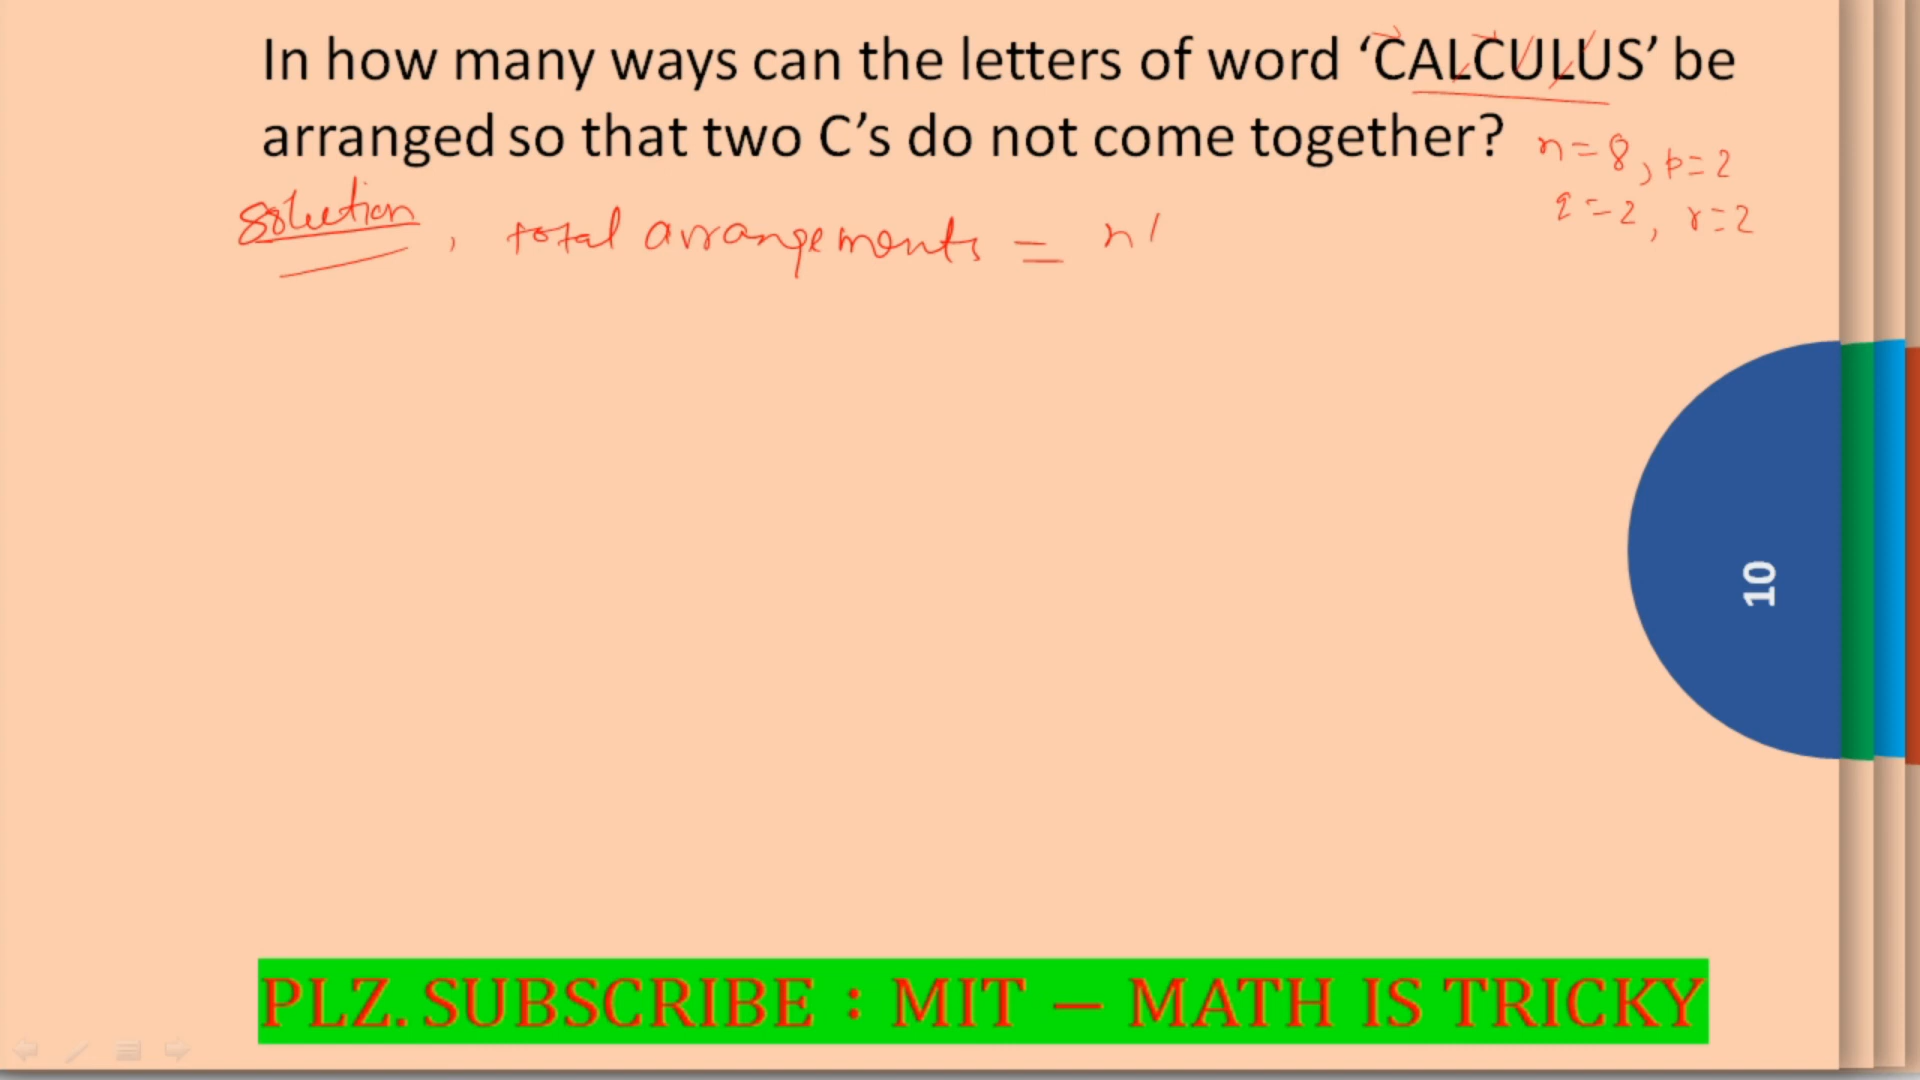 In how many ways can the letters of word ‘CALCULUS’ be
arranged so that two C’s do not come together?
n=8, p=2
q=2, r=2
Solution, total arrangements = n!
10
PLZ. SUBSCRIBE : MIT – MATH IS TRICKY